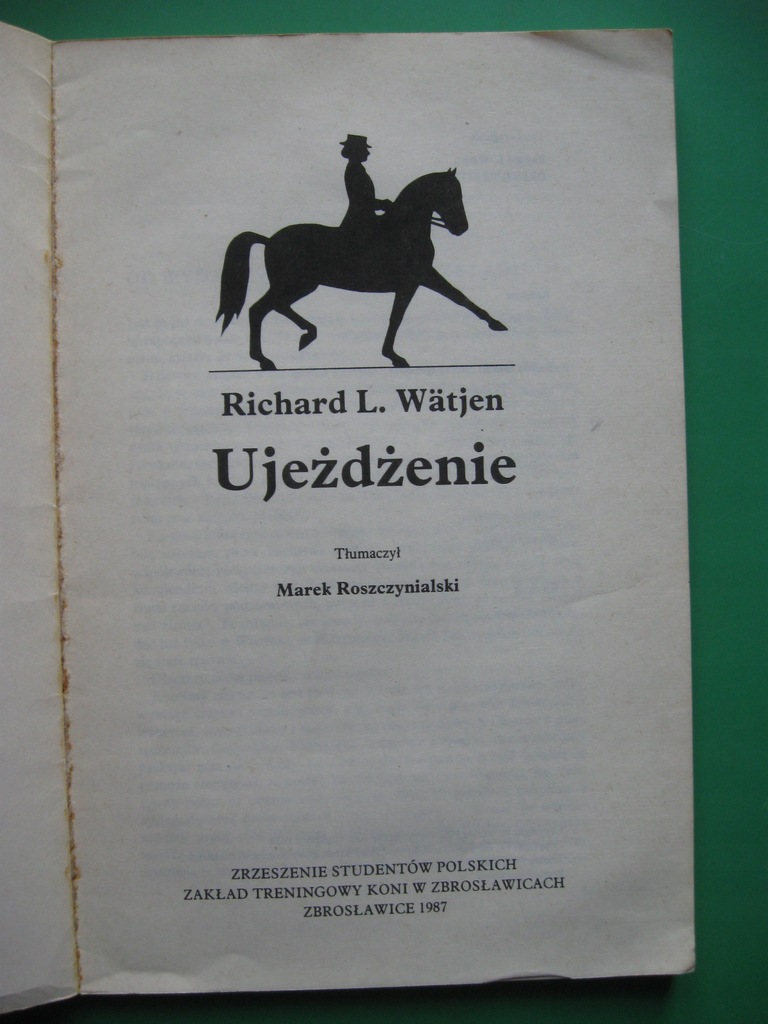 Richard L. Wätjen
Ujeżdżenie
Tłumaczył
Marek Roszczynialski
ZRZESZENIE STUDENTÓW POLSKICH
ZAKŁAD TRENINGOWY KONI W ZBROSŁAWICACH
ZBROSŁAWICE 1987